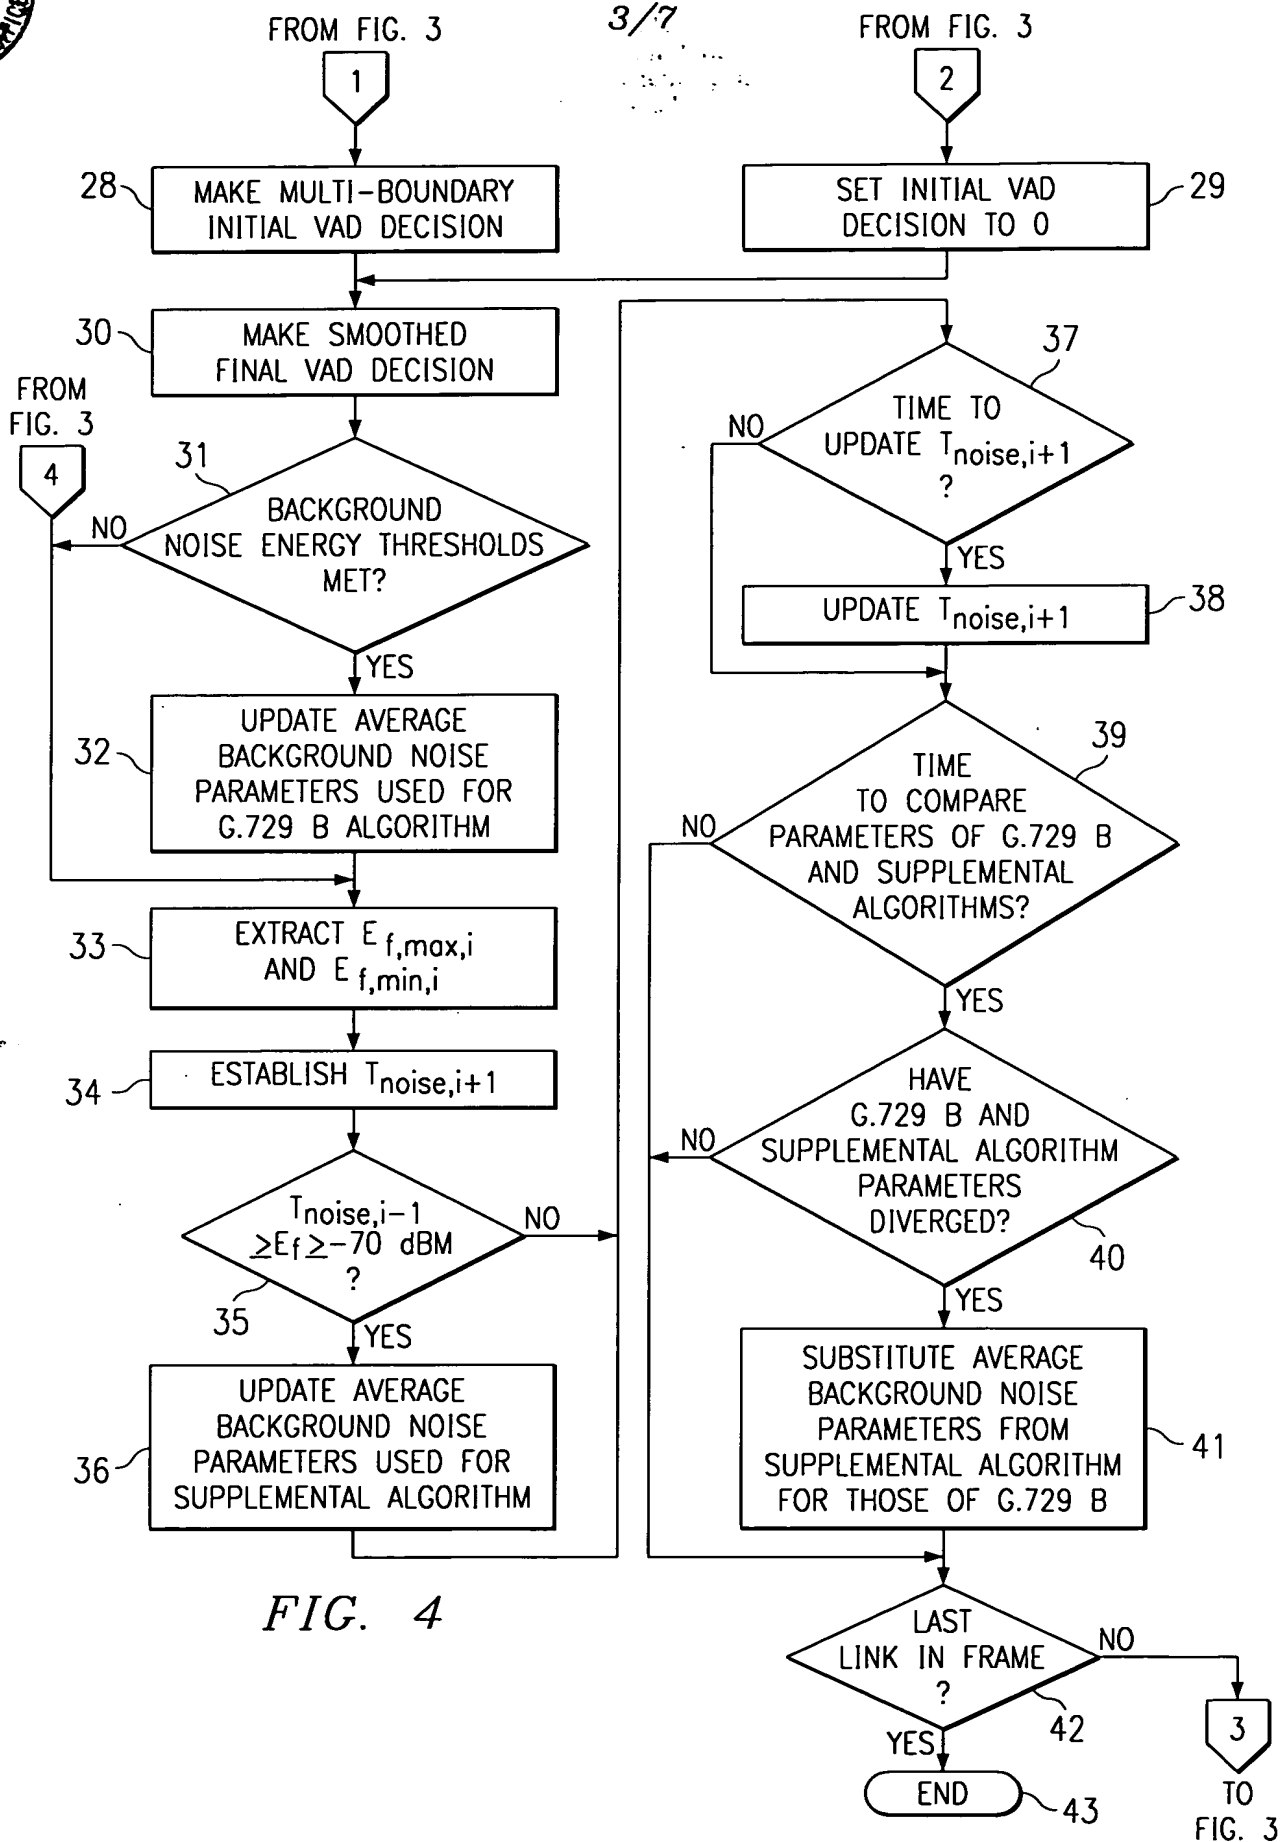 3/7
FROM FIG. 3
1
28
MAKE MULTI-BOUNDARY
INITIAL VAD DECISION
30
MAKE SMOOTHED
FINAL VAD DECISION
FROM
FIG. 3
4
31
BACKGROUND
NOISE ENERGY THRESHOLDS
MET?
NO
YES
32
UPDATE AVERAGE
BACKGROUND NOISE
PARAMETERS USED FOR
G.729 B ALGORITHM
33
EXTRACT E f,max,i
AND E f,min,i
34
ESTABLISH Tnoise,i+1
Tnoise,i-1
≥Ef≥-70 dBM
?
NO
35
YES
36
UPDATE AVERAGE
BACKGROUND NOISE
PARAMETERS USED FOR
SUPPLEMENTAL ALGORITHM
FIG. 4
FROM FIG. 3
2
SET INITIAL VAD
DECISION TO 0
29
37
TIME TO
UPDATE Tnoise,i+1
?
NO
YES
UPDATE Tnoise,i+1
38
39
TIME
TO COMPARE
PARAMETERS OF G.729 B
AND SUPPLEMENTAL
ALGORITHMS?
NO
YES
HAVE
G.729 B AND
SUPPLEMENTAL ALGORITHM
PARAMETERS
DIVERGED?
NO
40
YES
SUBSTITUTE AVERAGE
BACKGROUND NOISE
PARAMETERS FROM
SUPPLEMENTAL ALGORITHM
FOR THOSE OF G.729 B
41
LAST
LINK IN FRAME
?
NO
42
YES
END
43
3
TO
FIG. 3